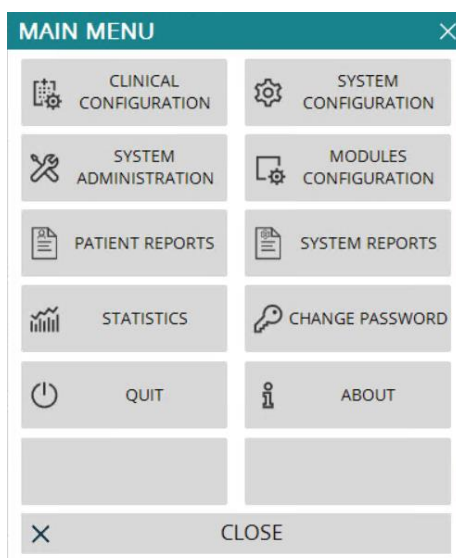 MAIN MENU
CLINICAL
CONFIGURATION
SYSTEM
CONFIGURATION
SYSTEM
ADMINISTRATION
MODULES
CONFIGURATION
PATIENT REPORTS
SYSTEM REPORTS
STATISTICS
CHANGE PASSWORD
QUIT
ABOUT
CLOSE